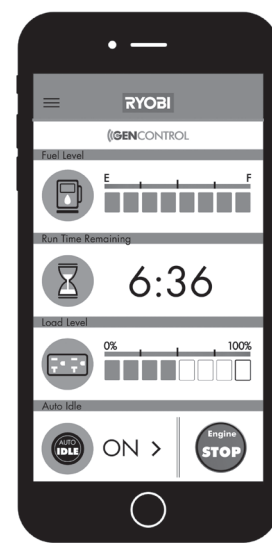 RYOBI
((GENCONTROL
Fuel Level
E F
Run Time Remaining
6:36
Load Level
0% 100%
Auto Idle
AUTO
IDLE
ON >
Engine
STOP